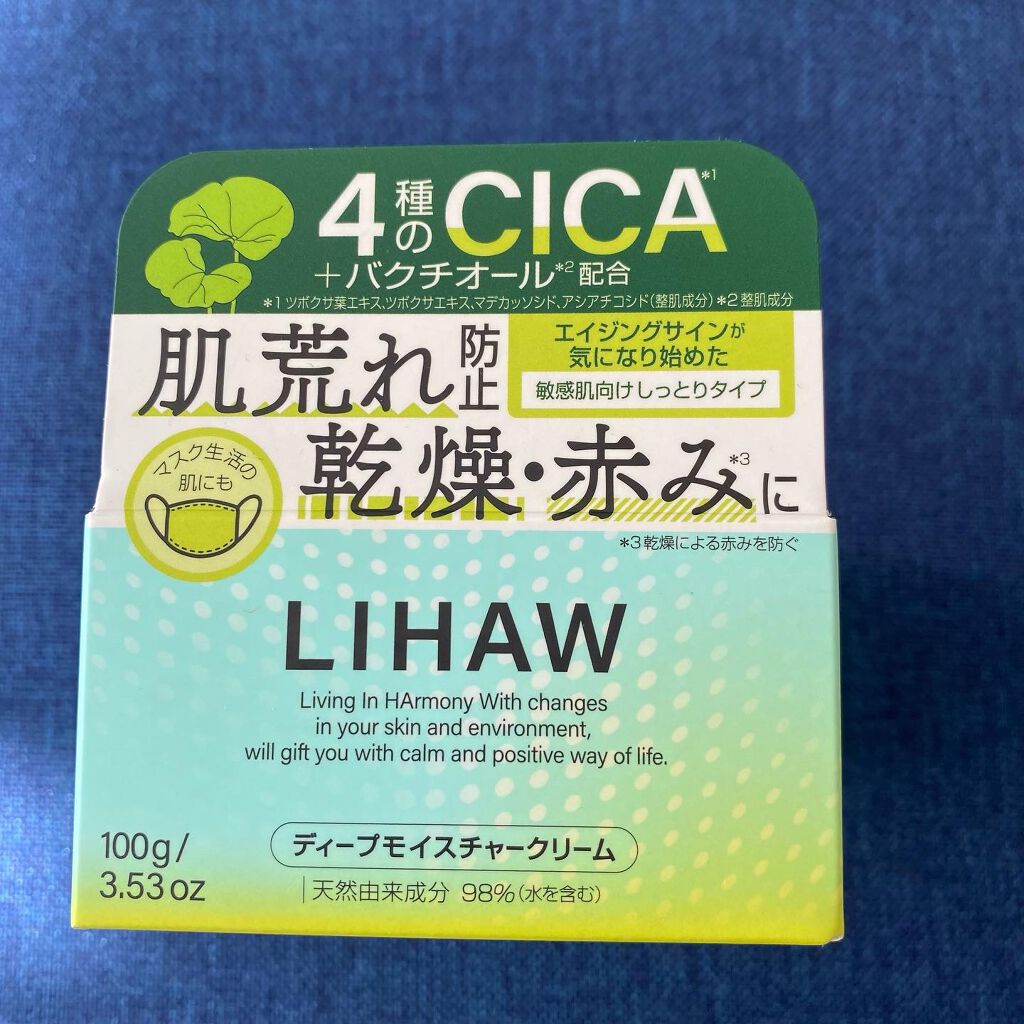 4種のCICA*1
+バクチオール*2配合
*1ツボクサ葉エキス、ツボクサエキス、マデカッソシド、アシアチコシド(整肌成分)*2整肌成分
肌荒れ防止
エイジングサインが
気になり始めた
敏感肌向けしっとりタイプ
マスク生活の
肌にも
乾燥・赤み*3に
*3乾燥による赤みを防ぐ
LIHAW
Living In HArmony With changes
in your skin and environment,
will gift you with calm and positive way of life.
100g/
3.53oz
ディープモイスチャークリーム
天然由来成分 98%(水を含む)